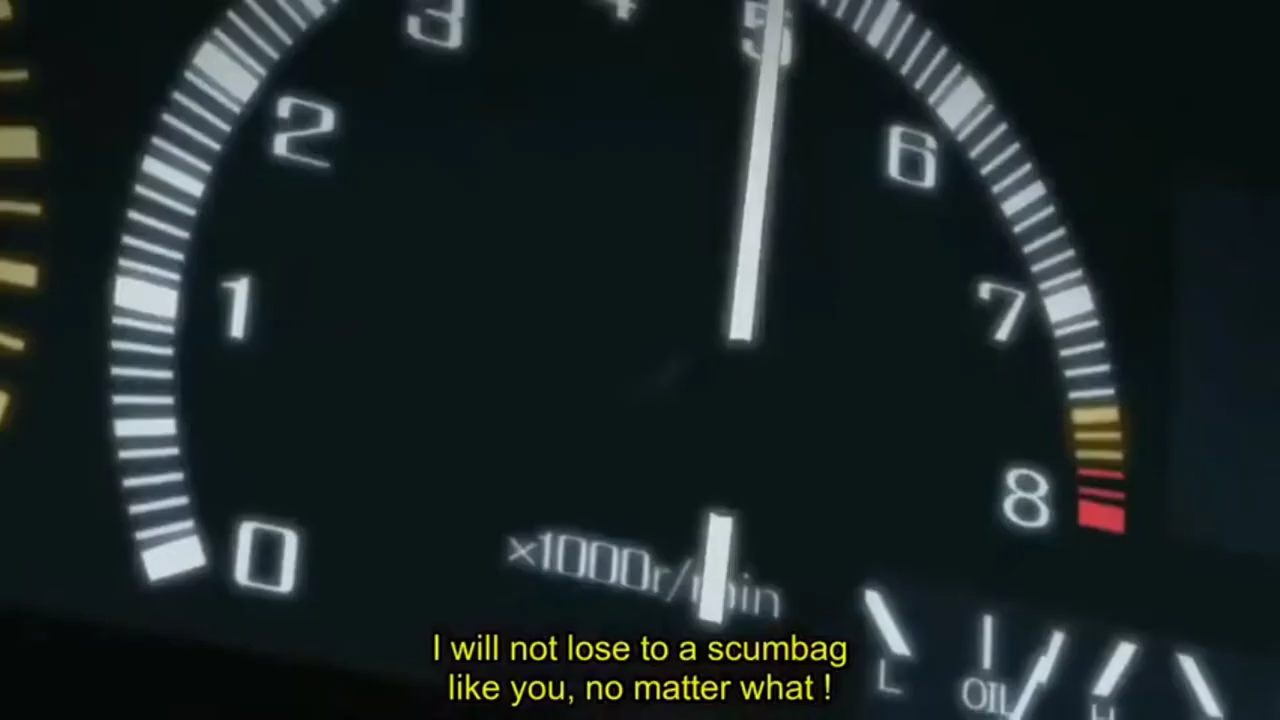 3
4
5
2
6
1
7
8
0
x1000r/min
L
OIL
H
I will not lose to a scumbag
like you, no matter what !